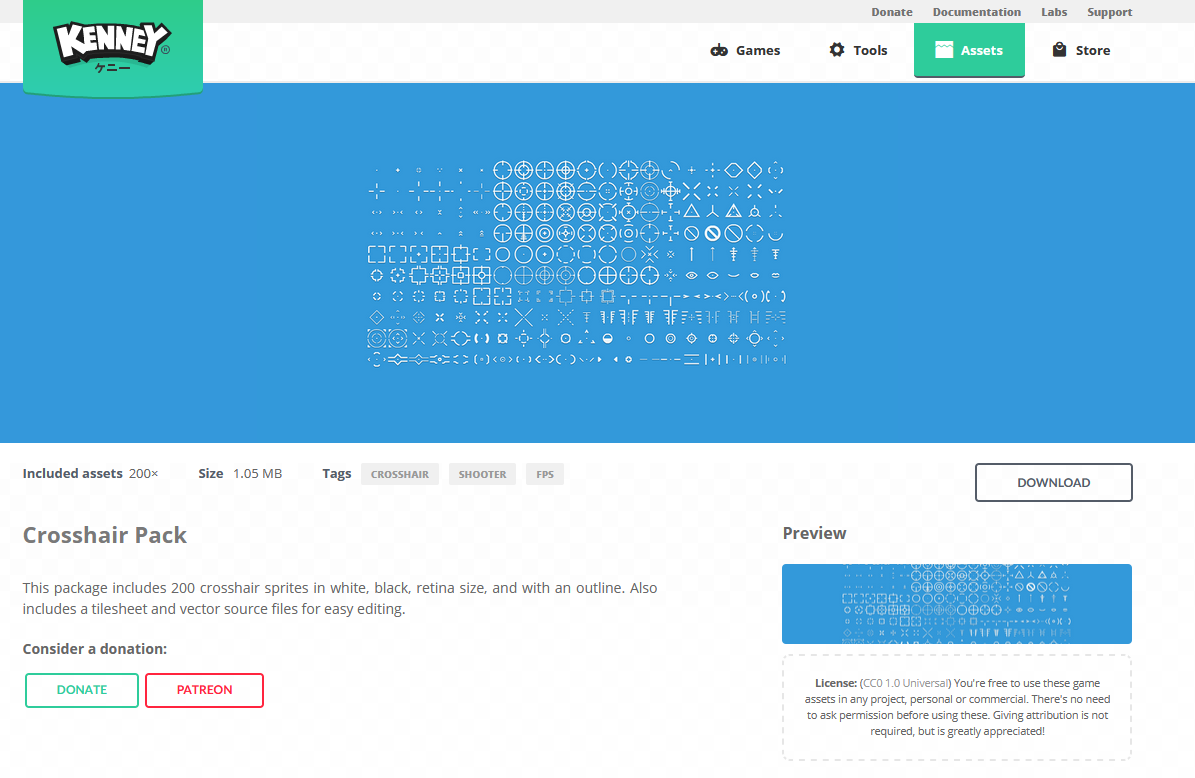 Donate Documentation Labs Support
KENNEY®
ケニー
Games Tools Assets Store
Included assets 200× Size 1.05 MB Tags CROSSHAIR SHOOTER FPS
DOWNLOAD
Crosshair Pack
This package includes 200 crosshair sprites in white, black, retina size, and with an outline. Also
includes a tilesheet and vector source files for easy editing.
Consider a donation:
DONATE PATREON
Preview
License: (CC0 1.0 Universal) You're free to use these game
assets in any project, personal or commercial. There's no need
to ask permission before using these. Giving attribution is not
required, but is greatly appreciated!